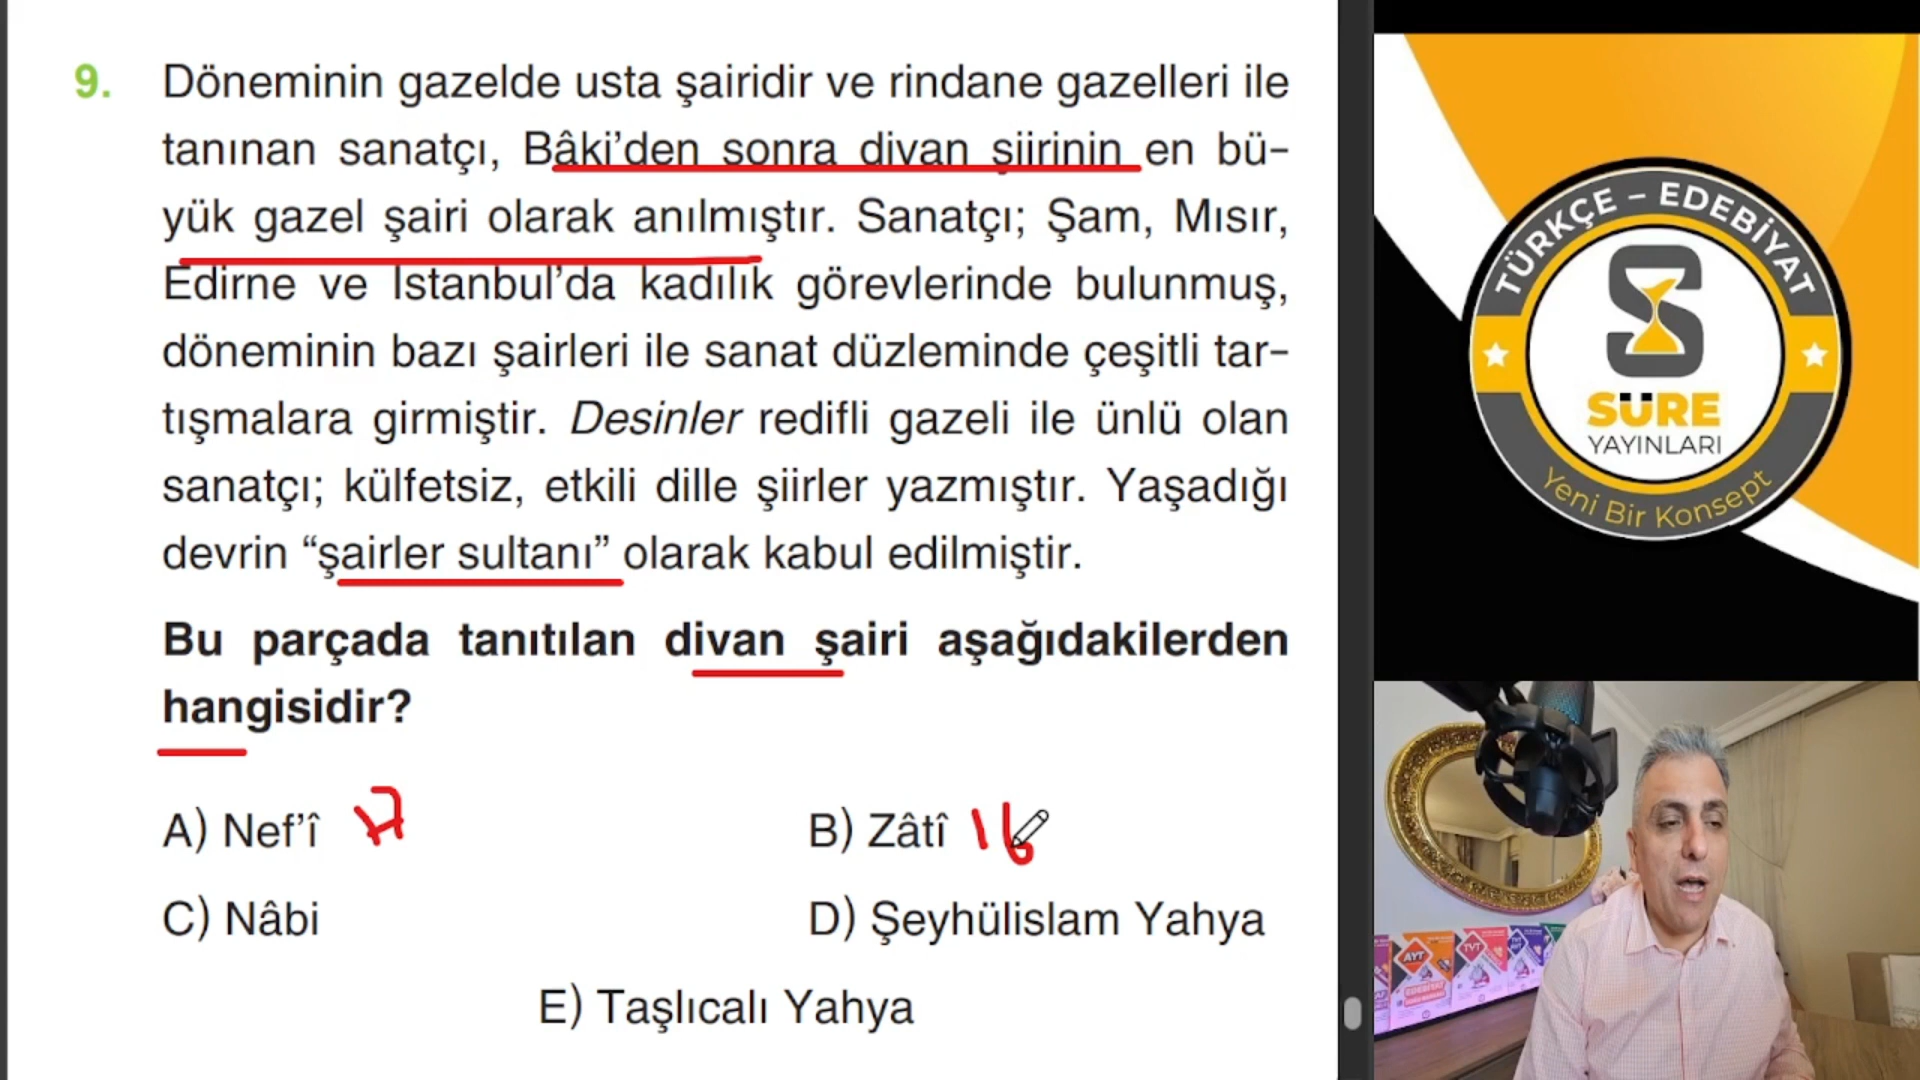 9. Döneminin gazelde usta şairidir ve rindane gazelleri ile
tanınan sanatçı, Bâki’den sonra divan şiirinin en bü-
yük gazel şairi olarak anılmıştır. Sanatçı; Şam, Mısır,
Edirne ve İstanbul’da kadılık görevlerinde bulunmuş,
döneminin bazı şairleri ile sanat düzleminde çeşitli tar-
tışmalara girmiştir. Desinler redifli gazeli ile ünlü olan
sanatçı; külfetsiz, etkili dille şiirler yazmıştır. Yaşadığı
devrin “şairler sultanı” olarak kabul edilmiştir.
Bu parçada tanıtılan divan şairi aşağıdakilerden
hangisidir?
A) Nef’î
B) Zâtî 16
C) Nâbi
D) Şeyhülislam Yahya
E) Taşlıcalı Yahya
TÜRKÇE – EDEBİYAT
SÜRE
YAYINLARI
Yeni Bir Konsept
AYT
TYT